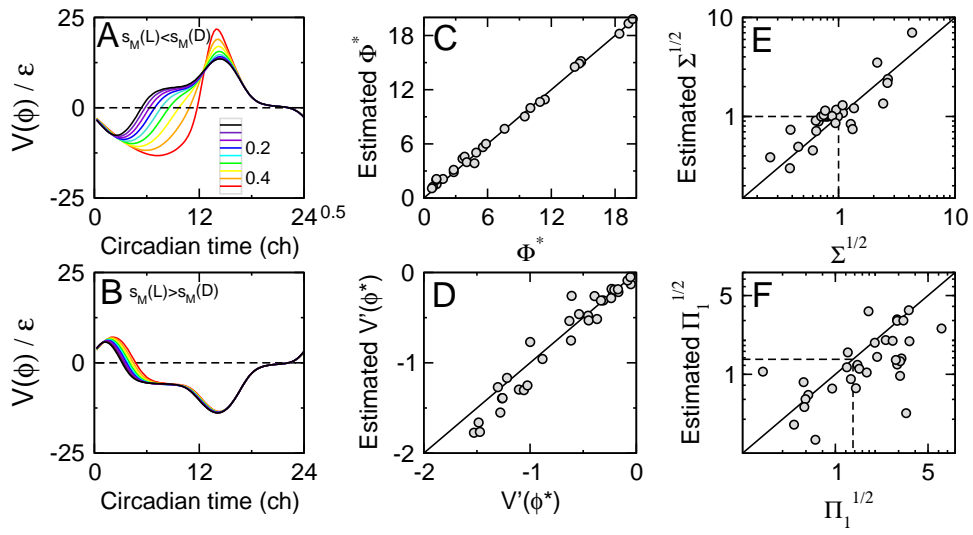 A s_M(L)<s_M(D)
V(ϕ) / ε
25
0
-25
0.2
0.4
0 12 24 0.5
Circadian time (ch)
B s_M(L)>s_M(D)
V(ϕ) / ε
25
0
-25
0 12 24
Circadian time (ch)
C
Estimated Φ*
18
12
6
0
0 6 12 18
Φ*
D
Estimated V'(ϕ*)
0
-1
-2
-2 -1 0
V'(ϕ*)
E
Estimated Σ^1/2
10
1
1 10
Σ^1/2
F
Estimated Π_1^1/2
5
1
1 5
Π_1^1/2